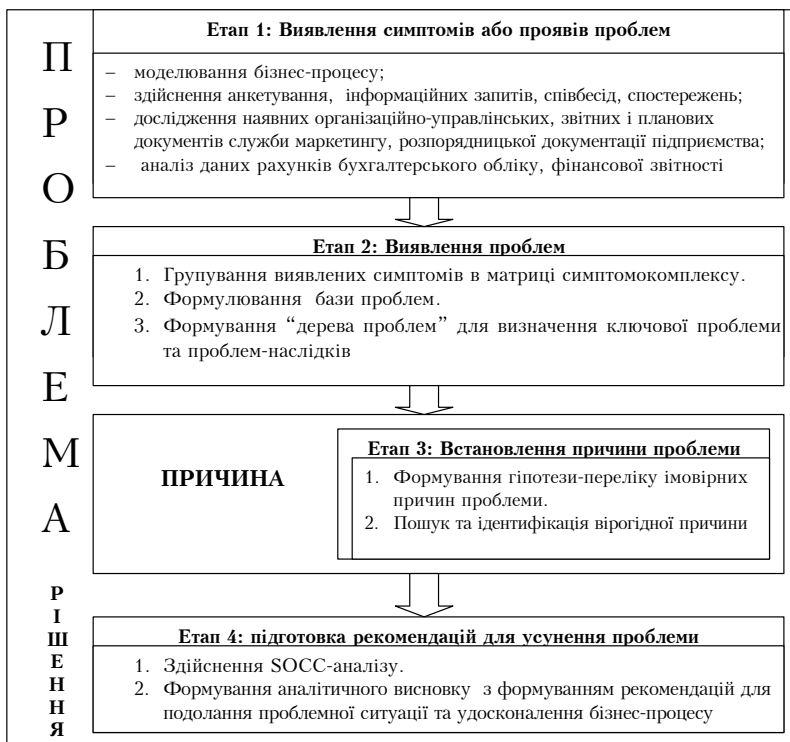 ПРОБЛЕМА
Етап 1: Виявлення симптомів або проявів проблем
– моделювання бізнес-процесу;
– здійснення анкетування, інформаційних запитів, співбесід, спостережень;
– дослідження наявних організаційно-управлінських, звітних і планових
документів служби маркетингу, розпорядницької документації підприємства;
– аналіз даних рахунків бухгалтерського обліку, фінансової звітності
Етап 2: Виявлення проблем
1. Групування виявлених симптомів в матриці симптомокомплексу.
2. Формулювання бази проблем.
3. Формування “дерева проблем” для визначення ключової проблеми
та проблем-наслідків
ПРИЧИНА
Етап 3: Встановлення причини проблеми
1. Формування гіпотези-переліку імовірних
причин проблеми.
2. Пошук та ідентифікація вірогідної причини
РІШЕННЯ
Етап 4: підготовка рекомендацій для усунення проблеми
1. Здійснення SOCC-аналізу.
2. Формування аналітичного висновку з формуванням рекомендацій для
подолання проблемної ситуації та удосконалення бізнес-процесу